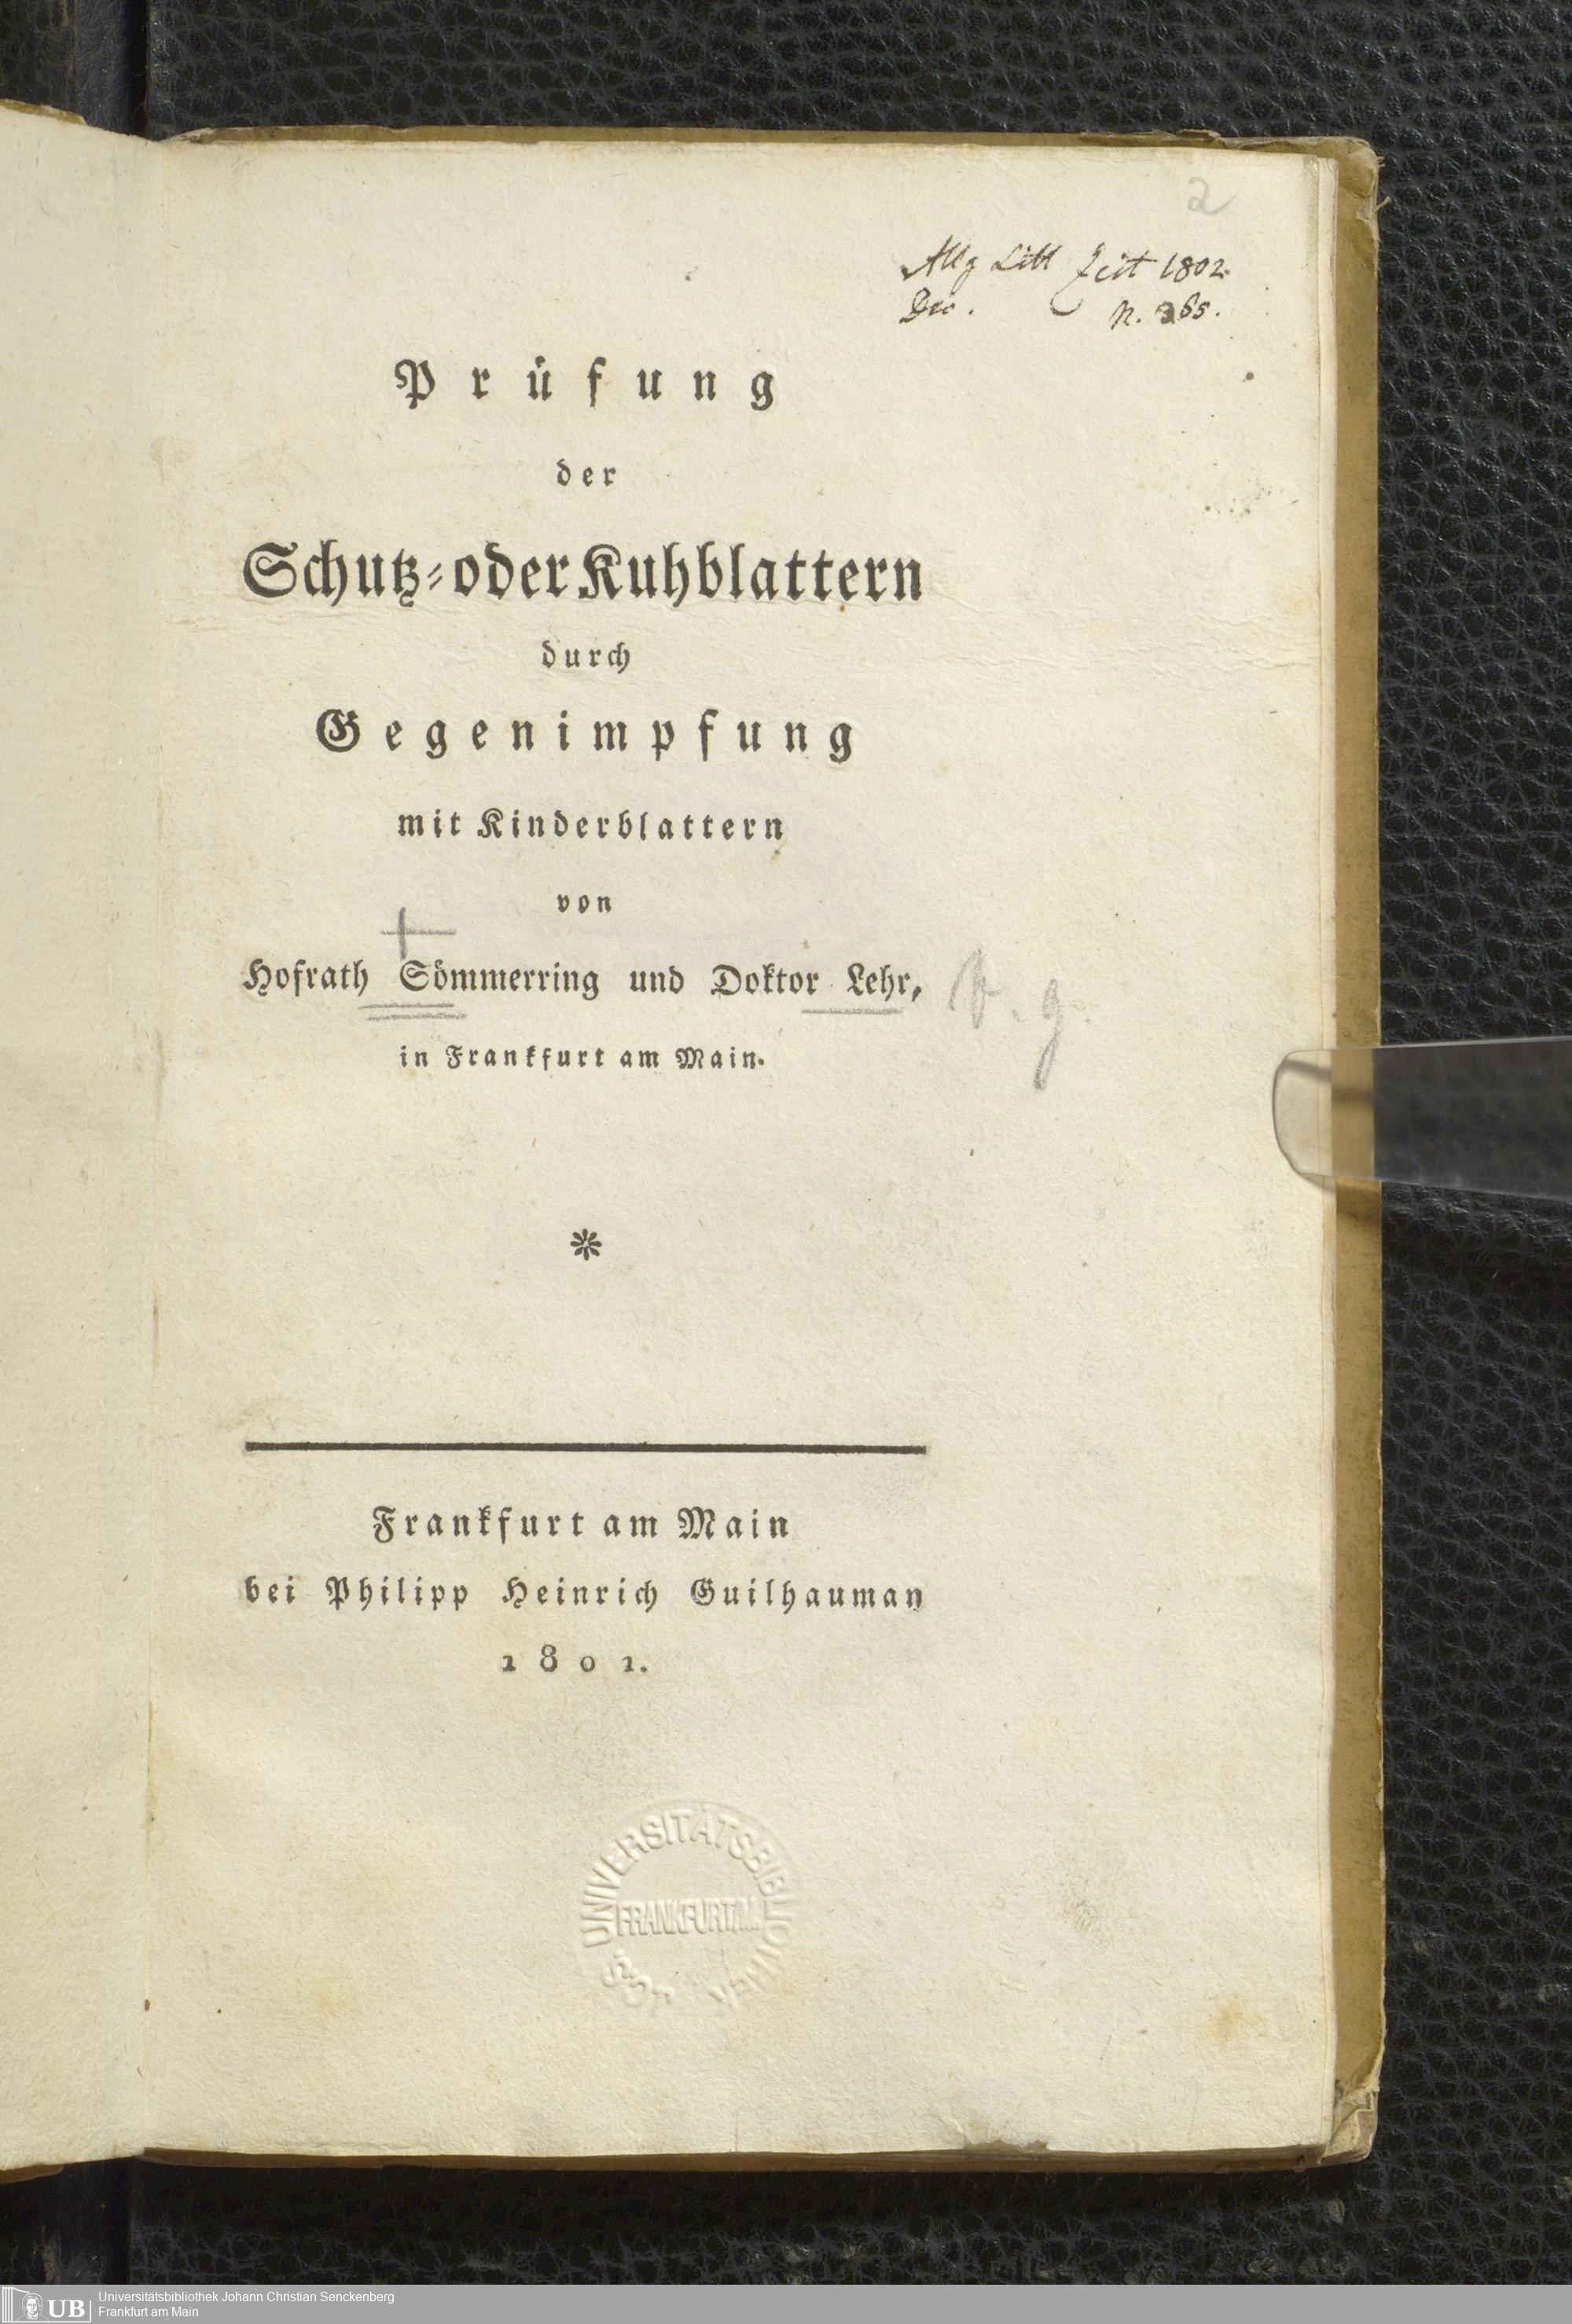 2
Allg Litt Zeit 1802.
Dec. N. 365.
Prüfung
der
Schutz- oder Kuhblattern
durch
Gegenimpfung
mit Kinderblattern
von
Hofrath Sömmerring und Doktor Lehr,
in Frankfurt am Main.
*
Frankfurt am Main
bei Philipp Heinrich Guilhauman
1801.
UNIVERSITÄTSBIBLIOTHEK
FRANKFURT/M.
UB
Universitätsbibliothek Johann Christian Senckenberg
Frankfurt am Main